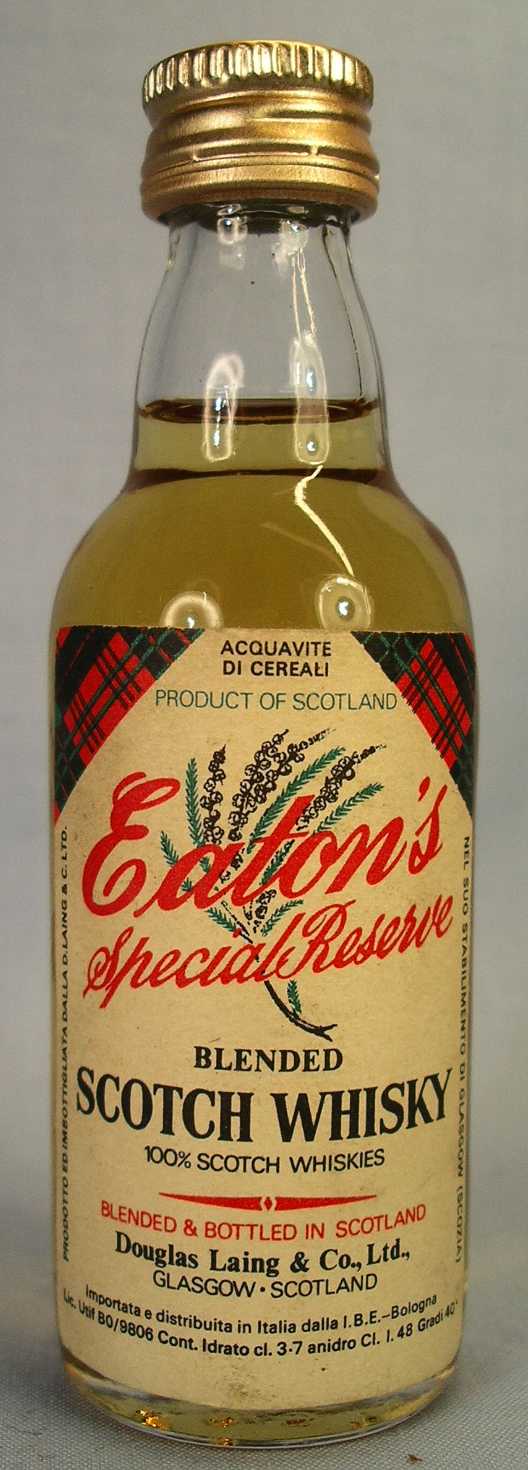 ACQUAVITE
DI CEREALI
PRODUCT OF SCOTLAND
Eaton's
Special Reserve
BLENDED
SCOTCH WHISKY
100% SCOTCH WHISKIES
BLENDED & BOTTLED IN SCOTLAND
Douglas Laing & Co., Ltd.,
GLASGOW • SCOTLAND
Importata e distribuita in Italia dalla I.B.E.-Bologna
Lic. Utif BO/9806 Cont. Idrato cl. 3-7 anidro Cl. 1.48 Gradi 40°
PRODOTTO ED IMBOTTIGLIATA DALLA D.LAING & C. LTD.
NEL SUO STABILIMENTO DI GLASGOW (SCOZIA)